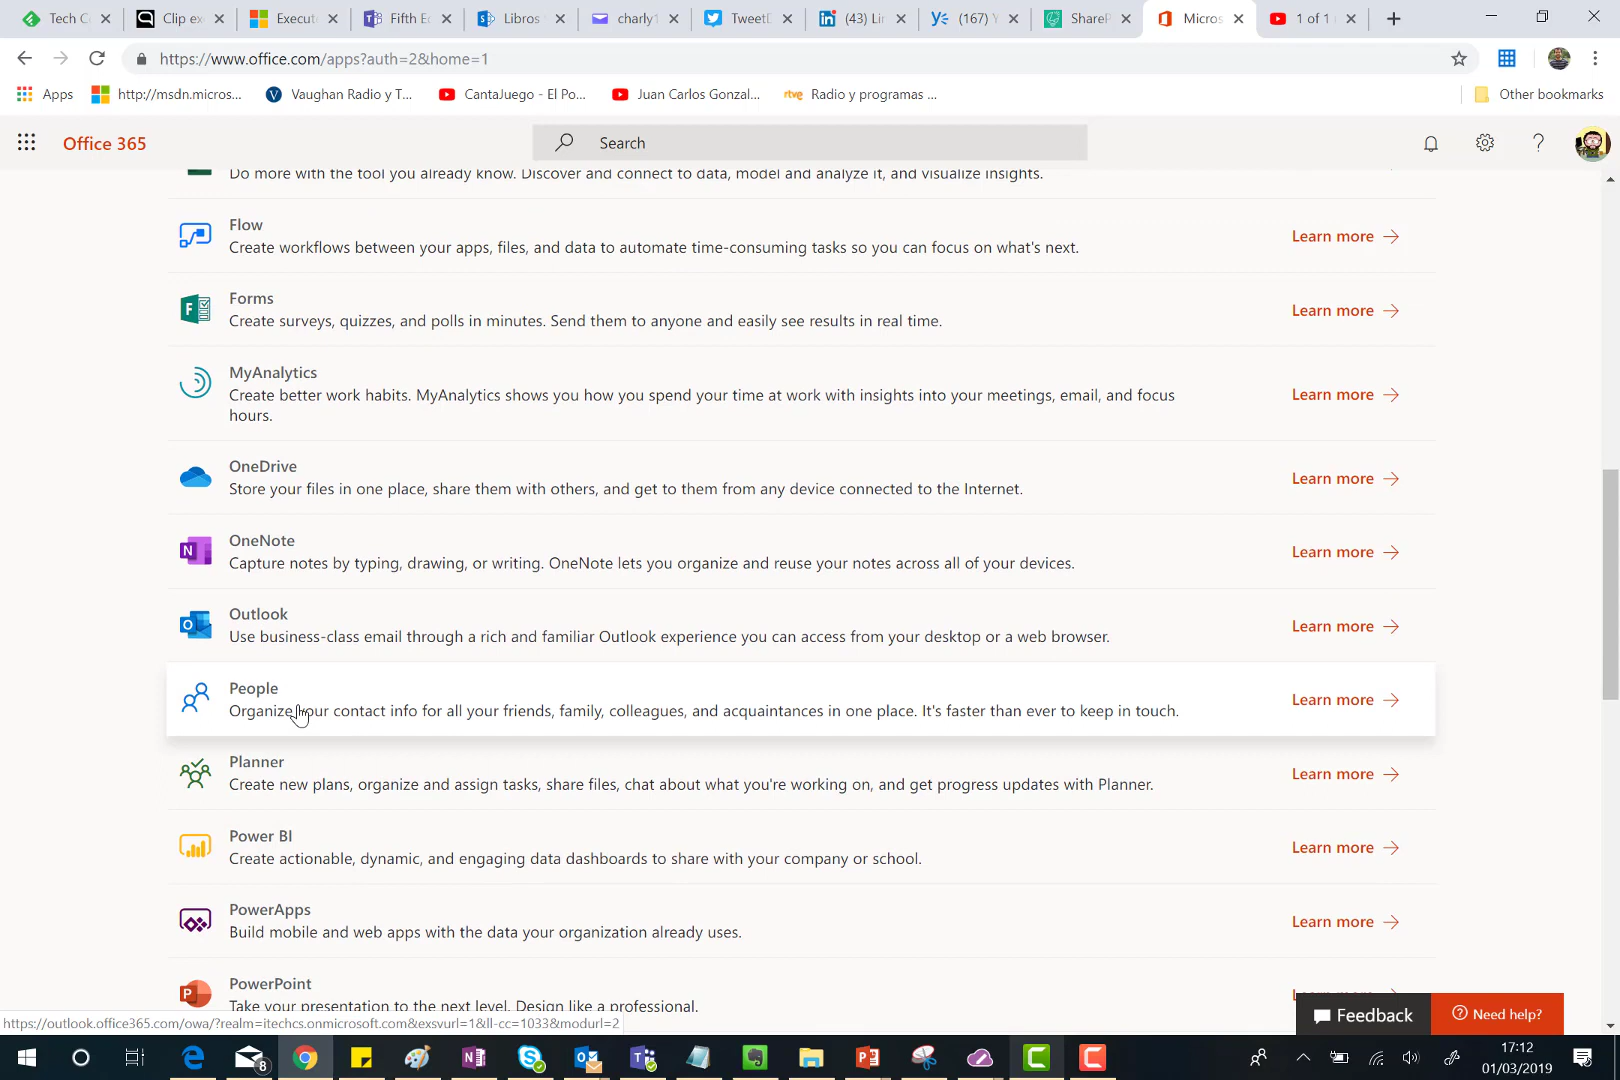 Tech C
Clip ex
Execut
Fifth E
Libros
charly1
TweetD
(43) Li
(167) Y
ShareP
Micros
1 of 1
https://www.office.com/apps?auth=2&home=1
Apps
http://msdn.micros...
Vaughan Radio y T...
CantaJuego - El Po...
Juan Carlos Gonzal...
rtve Radio y programas ...
Other bookmarks
Office 365
Search
Do more with the tool you already know. Discover and connect to data, model and analyze it, and visualize insights.
Flow
Create workflows between your apps, files, and data to automate time-consuming tasks so you can focus on what's next.
Learn more
Forms
Create surveys, quizzes, and polls in minutes. Send them to anyone and easily see results in real time.
Learn more
MyAnalytics
Create better work habits. MyAnalytics shows you how you spend your time at work with insights into your meetings, email, and focus
hours.
Learn more
OneDrive
Store your files in one place, share them with others, and get to them from any device connected to the Internet.
Learn more
OneNote
Capture notes by typing, drawing, or writing. OneNote lets you organize and reuse your notes across all of your devices.
Learn more
Outlook
Use business-class email through a rich and familiar Outlook experience you can access from your desktop or a web browser.
Learn more
People
Organize your contact info for all your friends, family, colleagues, and acquaintances in one place. It's faster than ever to keep in touch.
Learn more
Planner
Create new plans, organize and assign tasks, share files, chat about what you're working on, and get progress updates with Planner.
Learn more
Power BI
Create actionable, dynamic, and engaging data dashboards to share with your company or school.
Learn more
PowerApps
Build mobile and web apps with the data your organization already uses.
Learn more
PowerPoint
Take your presentation to the next level. Design like a professional.
Feedback
Need help?
https://outlook.office365.com/owa/?realm=itechcs.onmicrosoft.com&exsvurl=1&ll-cc=1033&modurl=2
8
17:12
01/03/2019